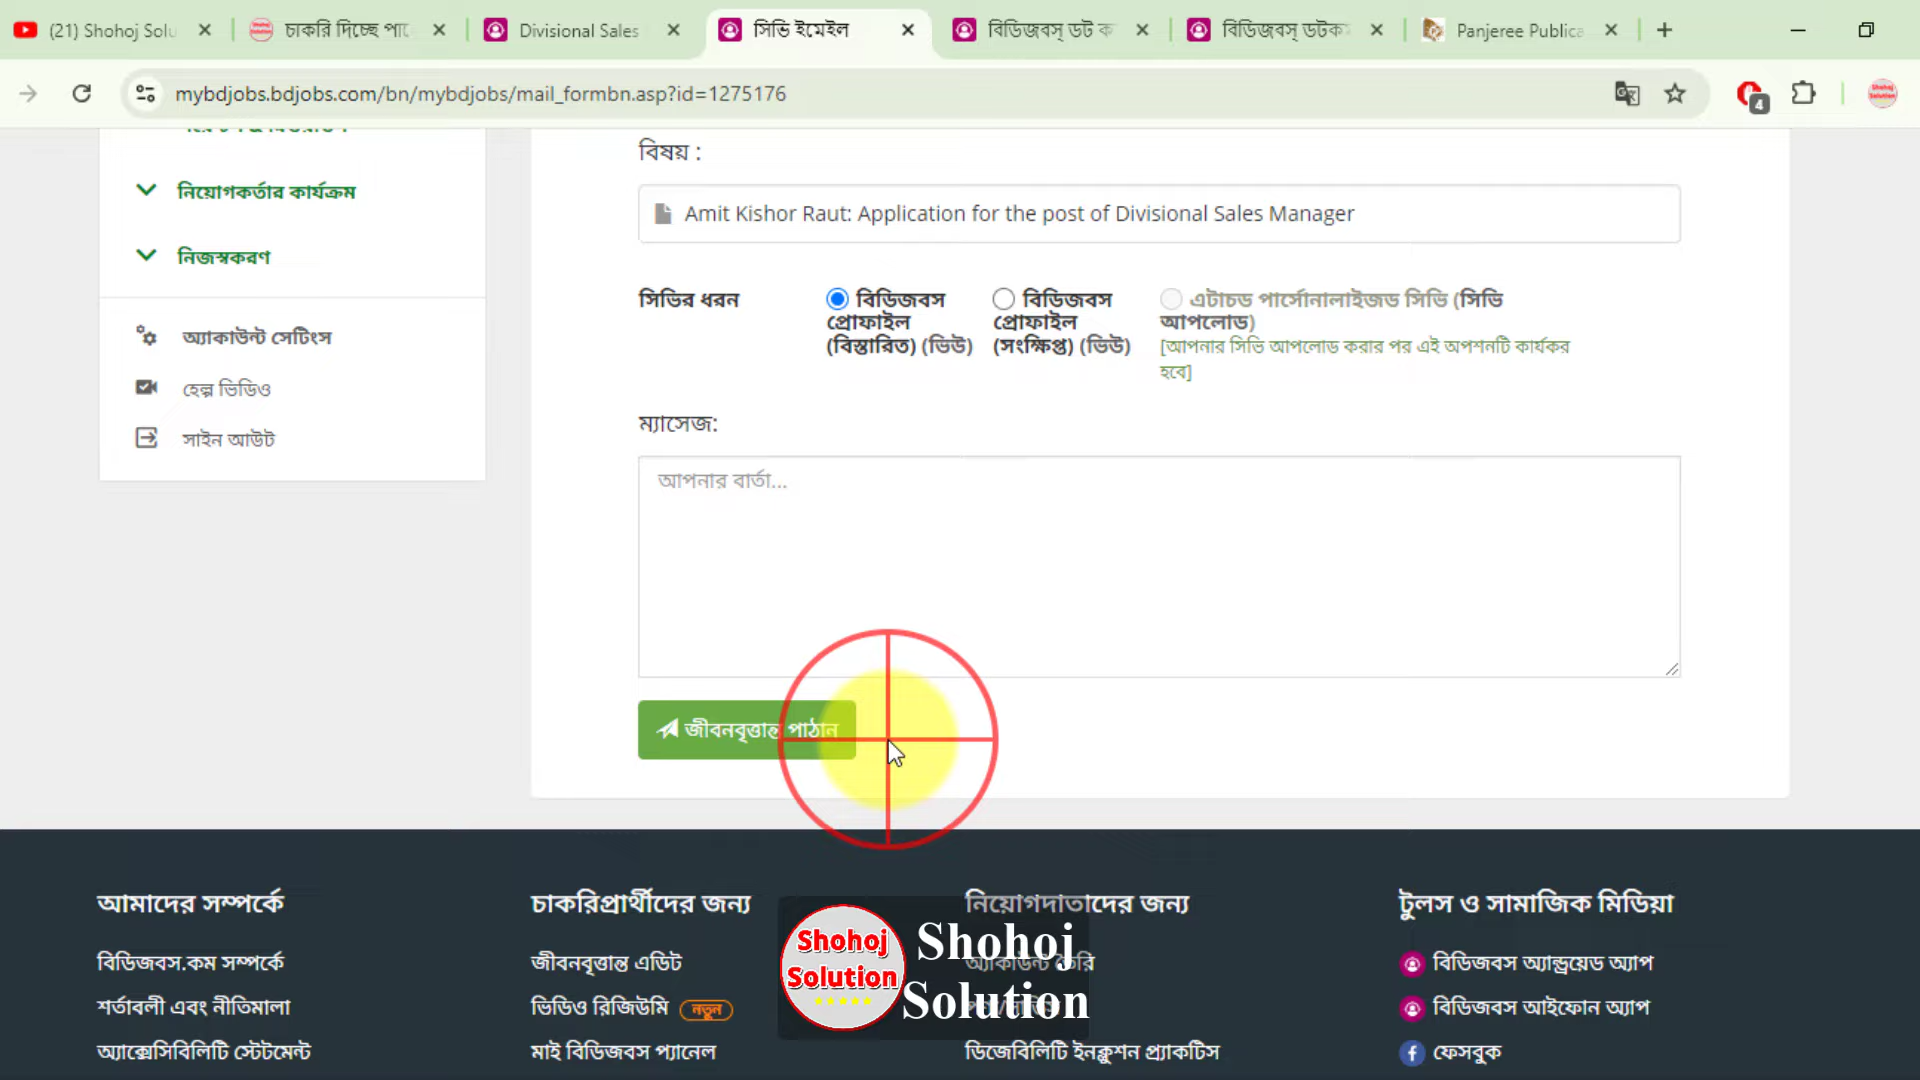 (21) Shohoj Solu
চাকরি দিচ্ছে পা
Divisional Sales
সিভি ইমেইল
বিডিজবস্ ডট ক
বিডিজবস্ ডটক
Panjeree Publica
mybdjobs.bdjobs.com/bn/mybdjobs/mail_formbn.asp?id=1275176
4
নিয়োগকর্তার কার্যক্রম
নিজস্বকরণ
অ্যাকাউন্ট সেটিংস
হেল্প ভিডিও
সাইন আউট
বিষয় :
Amit Kishor Raut: Application for the post of Divisional Sales Manager
সিভির ধরন
বিডিজবস
প্রোফাইল
(বিস্তারিত) (ভিউ)
বিডিজবস
প্রোফাইল
(সংক্ষিপ্ত) (ভিউ)
এটাচড পার্সোনালাইজড সিভি (সিভি
আপলোড)
[আপনার সিভি আপলোড করার পর এই অপশনটি কার্যকর
হবে]
ম্যাসেজ:
আপনার বার্তা...
জীবনবৃত্তান্ত পাঠান
আমাদের সম্পর্কে
বিডিজবস.কম সম্পর্কে
শর্তাবলী এবং নীতিমালা
অ্যাক্সেসিবিলিটি স্টেটমেন্ট
চাকরিপ্রার্থীদের জন্য
জীবনবৃত্তান্ত এডিট
ভিডিও রিজিউমি নতুন
মাই বিডিজবস প্যানেল
নিয়োগদাতাদের জন্য
অ্যাকাউন্ট তৈরি
ডিজেবিলিটি ইনক্লুশন প্র্যাকটিস
টুলস ও সামাজিক মিডিয়া
বিডিজবস অ্যান্ড্রয়েড অ্যাপ
বিডিজবস আইফোন অ্যাপ
ফেসবুক
Shohoj
Solution
Shohoj
Solution